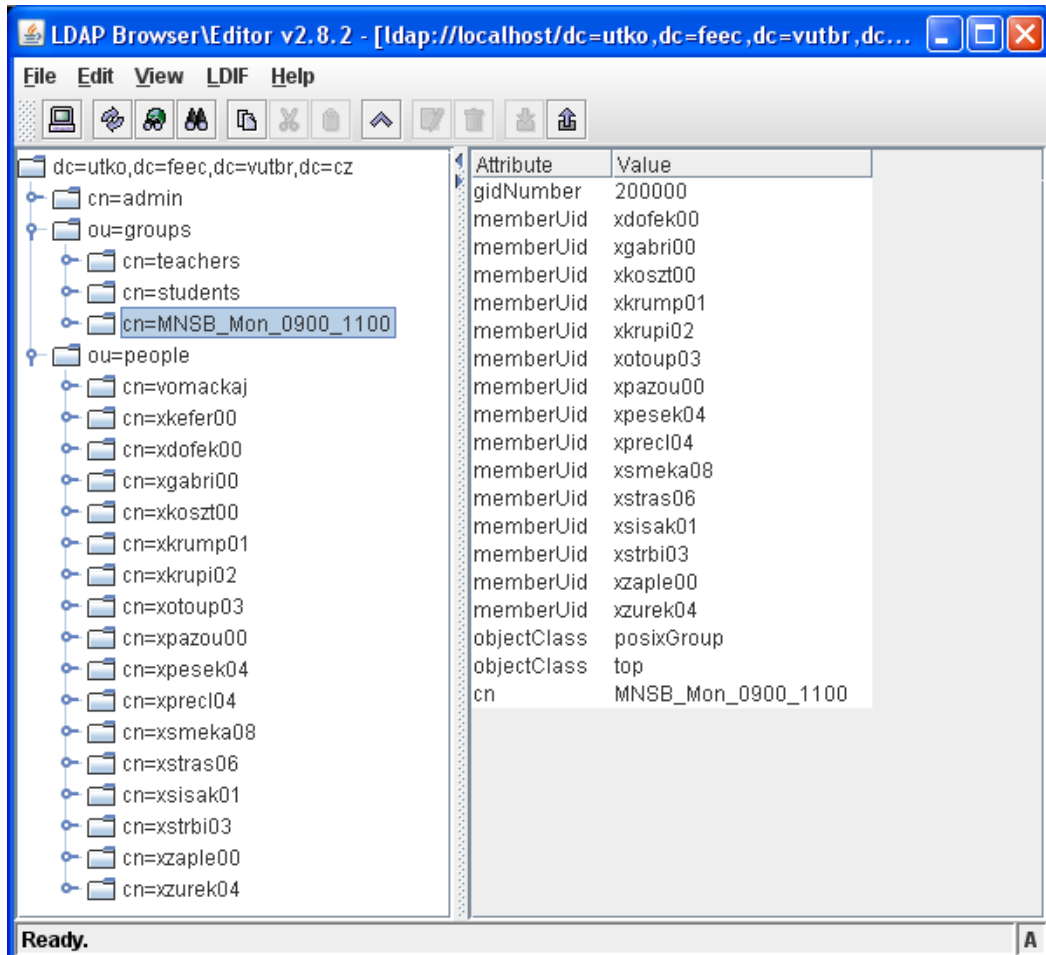 LDAP Browser\Editor v2.8.2 - [ldap://localhost/dc=utko,dc=feec,dc=vutbr,dc...
File Edit View LDIF Help
dc=utko,dc=feec,dc=vutbr,dc=cz
cn=admin
ou=groups
cn=teachers
cn=students
cn=MNSB_Mon_0900_1100
ou=people
cn=vomackaj
cn=xkefer00
cn=xdofek00
cn=xgabri00
cn=xkoszt00
cn=xkrump01
cn=xkrupi02
cn=xotoup03
cn=xpazou00
cn=xpesek04
cn=xprecl04
cn=xsmeka08
cn=xstras06
cn=xsisak01
cn=xstrbi03
cn=xzaple00
cn=xzurek04
Attribute Value
gidNumber 200000
memberUid xdofek00
memberUid xgabri00
memberUid xkoszt00
memberUid xkrump01
memberUid xkrupi02
memberUid xotoup03
memberUid xpazou00
memberUid xpesek04
memberUid xprecl04
memberUid xsmeka08
memberUid xstras06
memberUid xsisak01
memberUid xstrbi03
memberUid xzaple00
memberUid xzurek04
objectClass posixGroup
objectClass top
cn MNSB_Mon_0900_1100
Ready. A